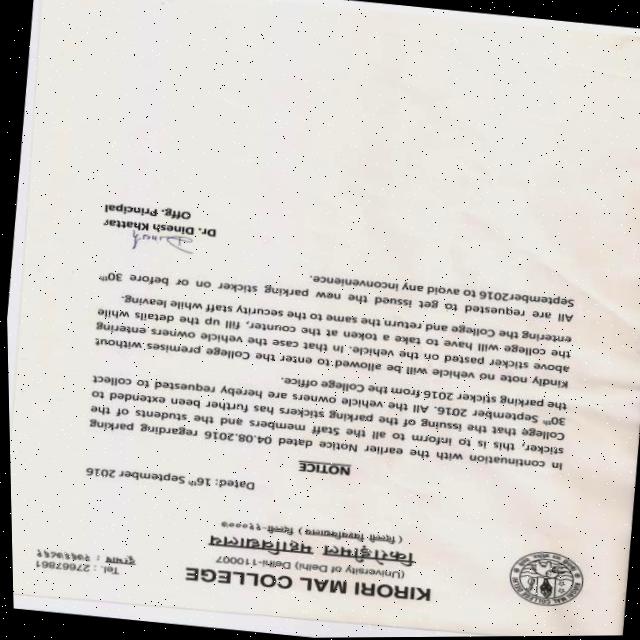 KIRORI MAL COLLEGE
(University of Delhi) Delhi-110007
किरोड़ीमल महाविद्यालय
( दिल्ली विश्वविद्यालय ) दिल्ली-११०००७
Tel. : 27667861
दूरभाष :
Dated: 16th September 2016
NOTICE
In continuation with the earlier Notice dated 04.08.2016 regarding parking
sticker, this is to inform to all the Staff members and the students of the
College that the issuing of the parking stickers has further been extended to
30th September 2016. All the vehicle owners are hereby requested to collect
the parking sticker 2016 from the College office.
Kindly note no vehicle will be allowed to enter the College premises without
above sticker pasted on the vehicle. In that case the vehicle owners entering
the college will have to take a token at the counter, fill up the details while
entering the College and return the same to the security staff while leaving.
All are requested to get issued the new parking sticker on or before 30th
September2016 to avoid any inconvenience.
Dinesh
Dr. Dinesh Khattar
Offg. Principal